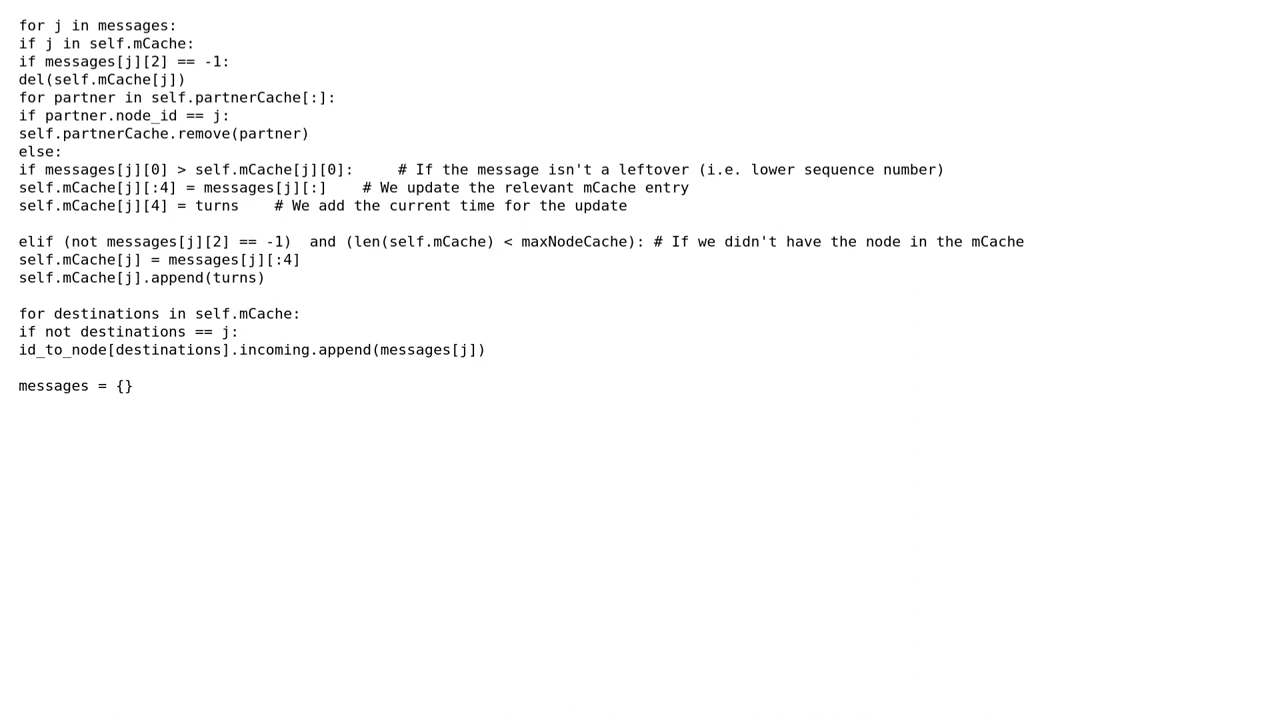 for j in messages:
if j in self.mCache:
if messages[j][2] == -1:
del(self.mCache[j])
for partner in self.partnerCache[:]:
if partner.node_id == j:
self.partnerCache.remove(partner)
else:
if messages[j][0] > self.mCache[j][0]:     # If the message isn't a leftover (i.e. lower sequence number)
self.mCache[j][:4] = messages[j][:]    # We update the relevant mCache entry
self.mCache[j][4] = turns    # We add the current time for the update

elif (not messages[j][2] == -1)  and (len(self.mCache) < maxNodeCache): # If we didn't have the node in the mCache
self.mCache[j] = messages[j][:4]
self.mCache[j].append(turns)

for destinations in self.mCache:
if not destinations == j:
id_to_node[destinations].incoming.append(messages[j])

messages = {}